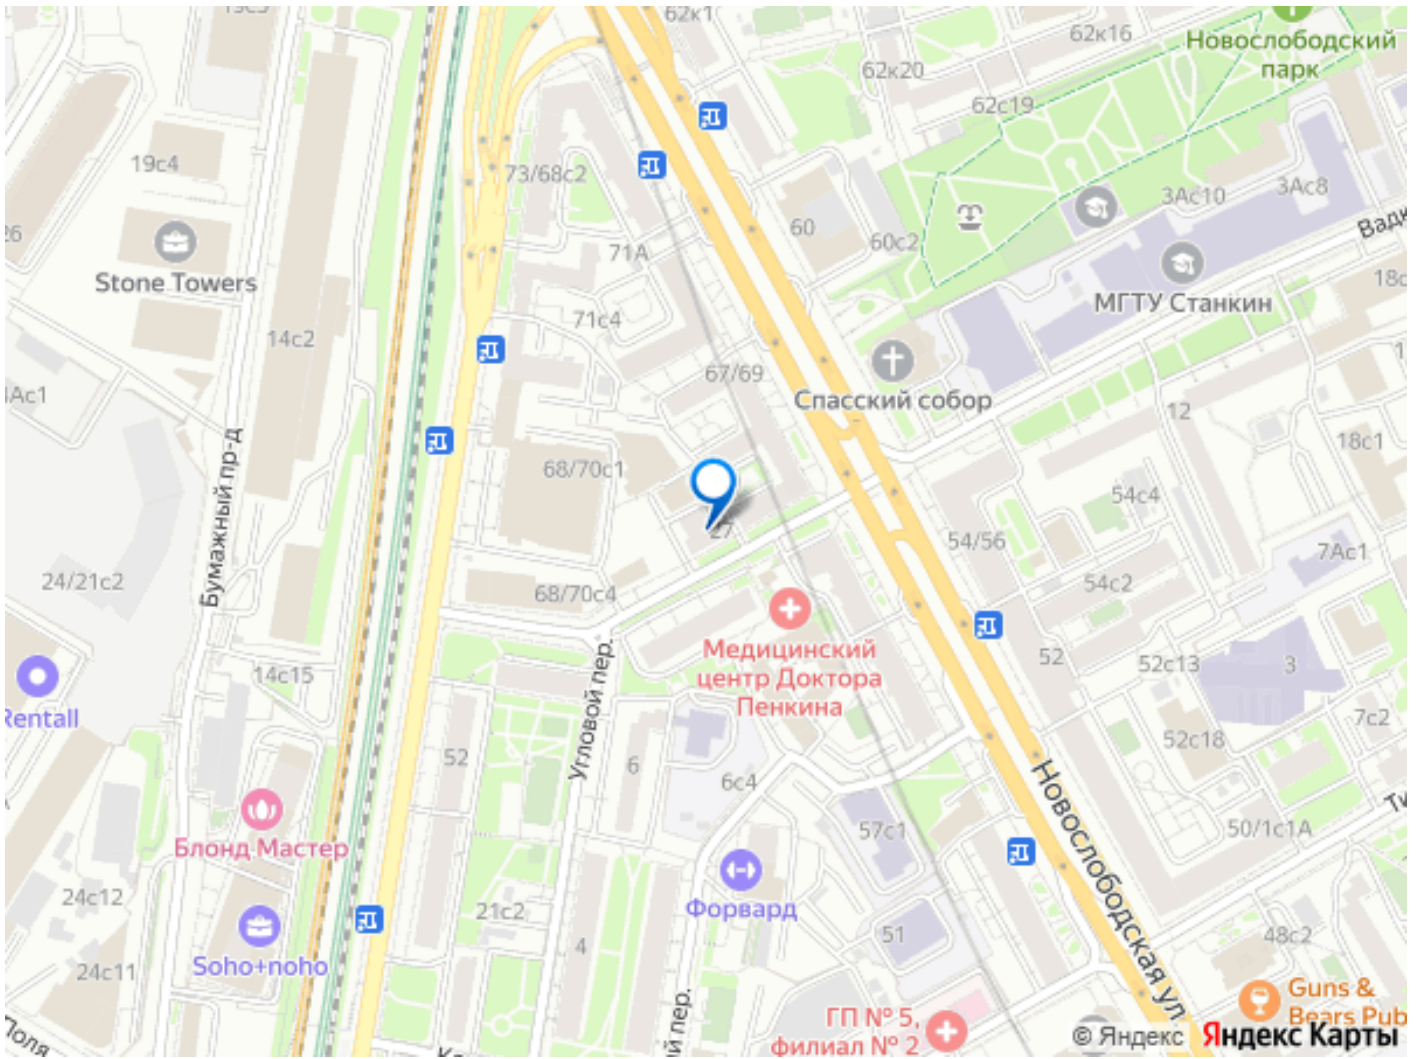 62к1
62к16
Новослободский
парк
62к20
62с19
19с4
73/68с2
3Ас10
3Ас8
26
60
60с2
Stone Towers
71А
МГТУ Станкин
18с
71с4
14с2
67/69
Спасский собор
12
18с1
Бумажный пр-д
68/70с1
54с4
27
54/56
7Ас1
24/21с2
68/70с4
54с2
Медицинский
центр Доктора
Пенкина
52
52с13
3
14с15
Rentall
Угловой пер.
7с2
52с18
52
6
6с4
Новослободская ул
Блонд Мастер
57с1
50/1с1А
24с12
Форвард
21с2
51
4
48с2
Soho+noho
24с11
Guns &
Bears Pub
ГП № 5,
филиал № 2
Поля
© Яндекс Яндекс Карты